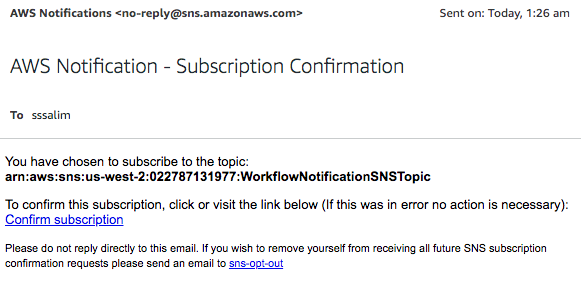 AWS Notifications <no-reply@sns.amazonaws.com> Sent on: Today, 1:26 am
AWS Notification - Subscription Confirmation
To sssalim
You have chosen to subscribe to the topic:
arn:aws:sns:us-west-2:022787131977:WorkflowNotificationSNSTopic
To confirm this subscription, click or visit the link below (If this was in error no action is necessary):
Confirm subscription
Please do not reply directly to this email. If you wish to remove yourself from receiving all future SNS subscription
confirmation requests please send an email to sns-opt-out